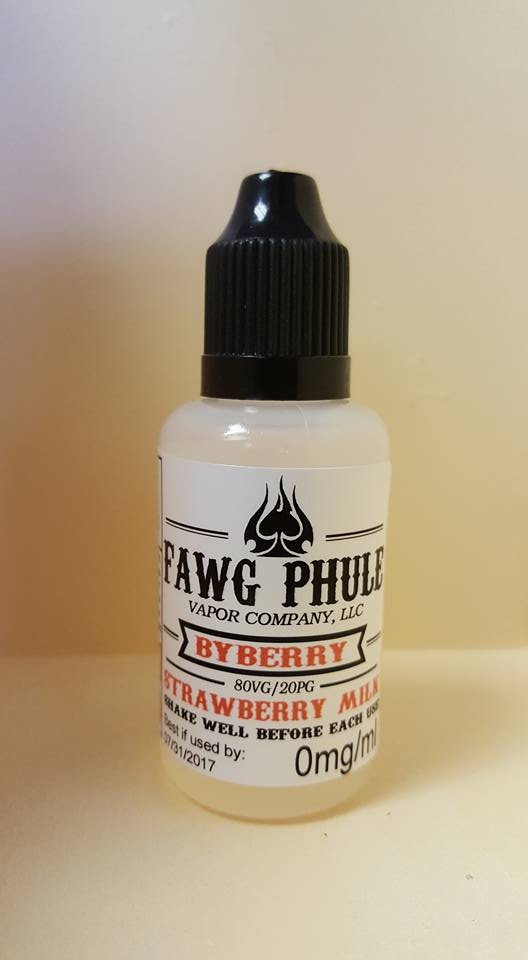 FAWG PHULE
VAPOR COMPANY, LLC
BYBERRY
80VG/20PG
STRAWBERRY MILK
SHAKE WELL BEFORE EACH USE
Best if used by:
07/31/2017
0mg/ml